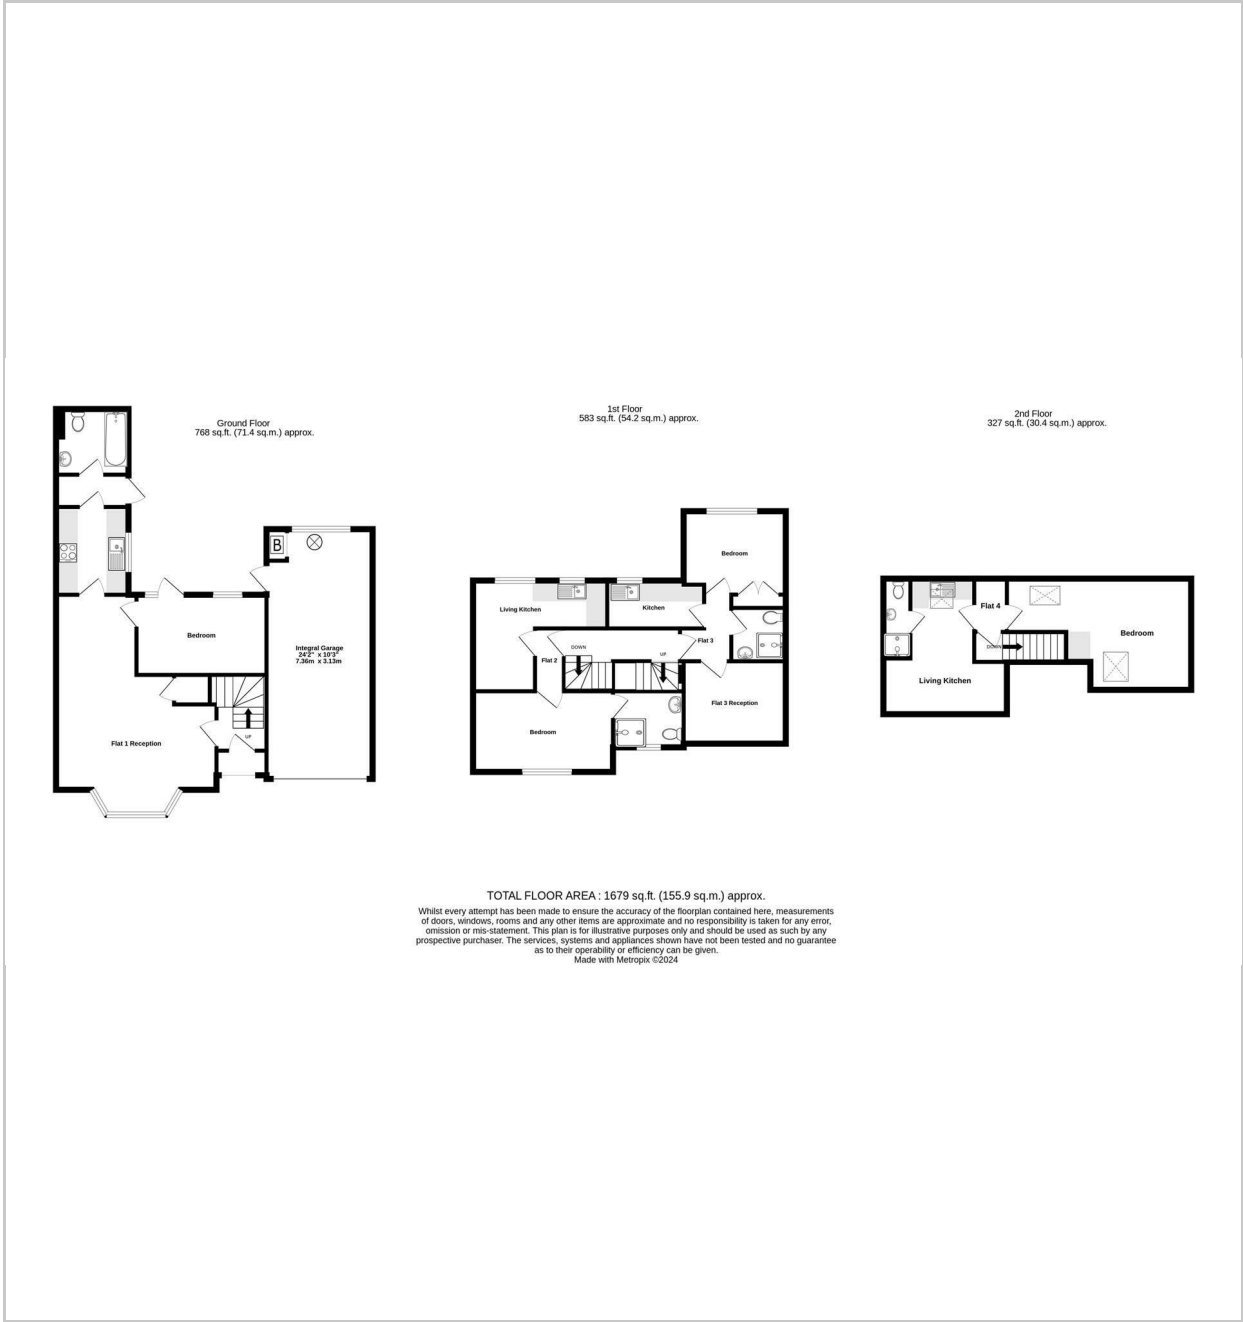 Ground Floor
768 sq.ft. (71.4 sq.m.) approx.
B
Bedroom
Integral Garage
24'2" x 10'3"
7.36m x 3.13m
Flat 1 Reception
UP
1st Floor
583 sq.ft. (54.2 sq.m.) approx.
Bedroom
Living Kitchen
Kitchen
Flat 3
DOWN
UP
Flat 2
Flat 3 Reception
Bedroom
2nd Floor
327 sq.ft. (30.4 sq.m.) approx.
Flat 4
Bedroom
DOWN
Living Kitchen
TOTAL FLOOR AREA : 1679 sq.ft. (155.9 sq.m.) approx.
Whilst every attempt has been made to ensure the accuracy of the floorplan contained here, measurements
of doors, windows, rooms and any other items are approximate and no responsibility is taken for any error,
omission or mis-statement. This plan is for illustrative purposes only and should be used as such by any
prospective purchaser. The services, systems and appliances shown have not been tested and no guarantee
as to their operability or efficiency can be given.
Made with Metropix ©2024